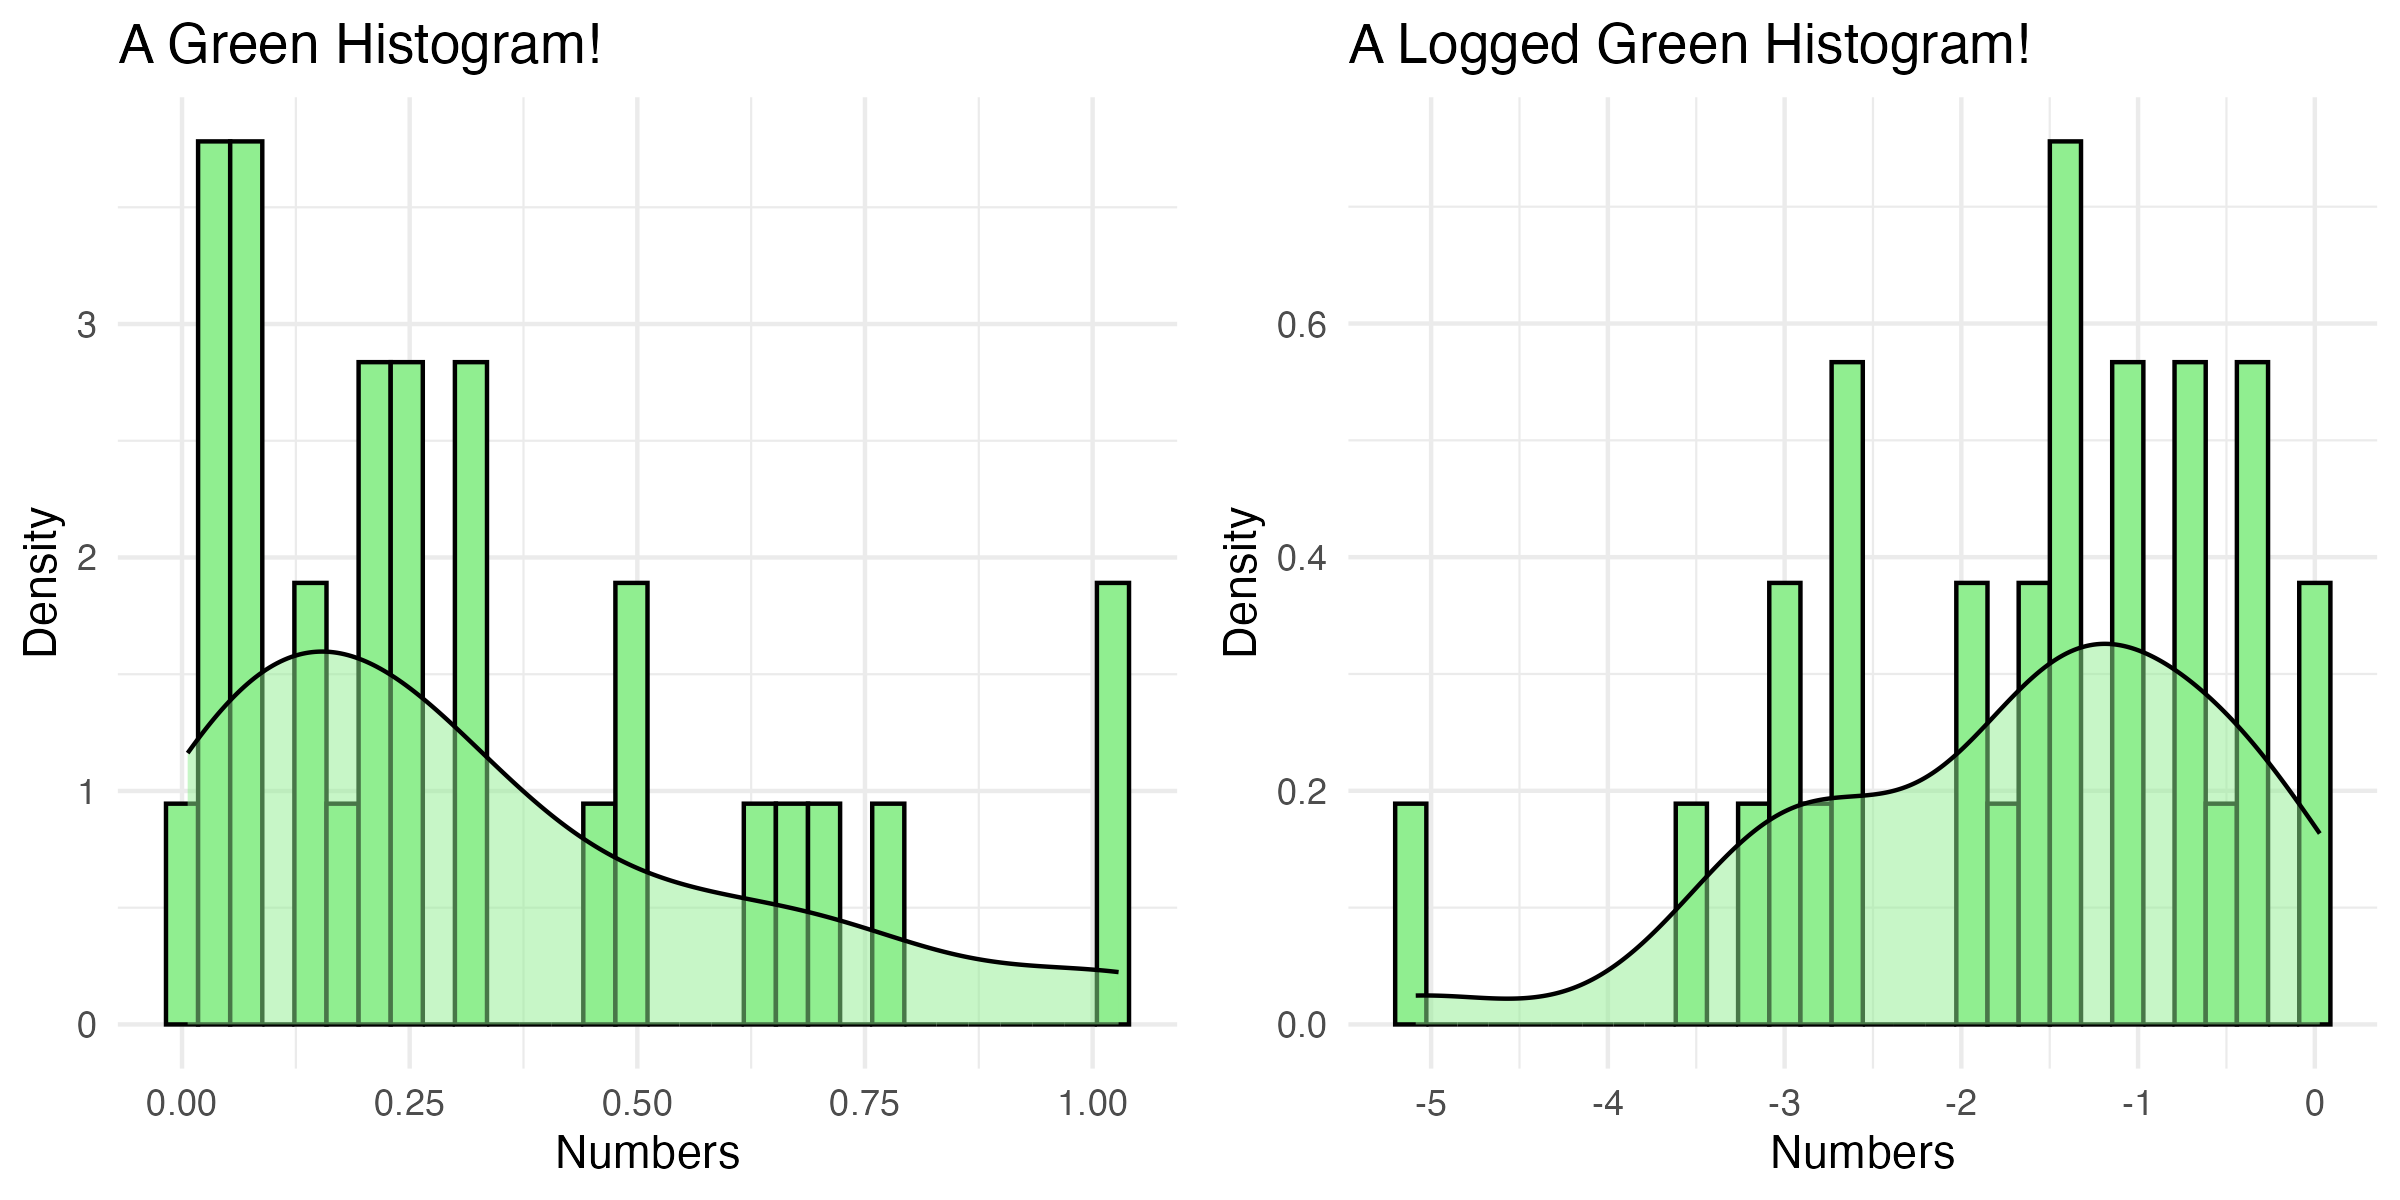 A Green Histogram!
Density
3
2
1
0
0.00 0.25 0.50 0.75 1.00
Numbers
A Logged Green Histogram!
Density
0.6
0.4
0.2
0.0
-5 -4 -3 -2 -1 0
Numbers